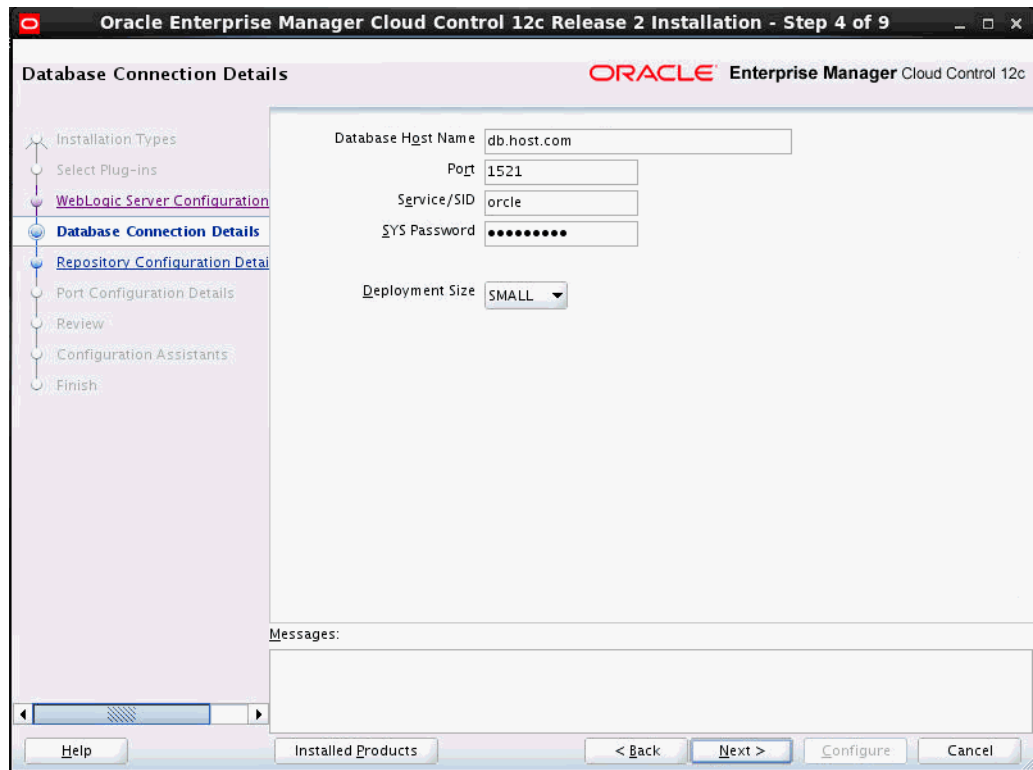 Oracle Enterprise Manager Cloud Control 12c Release 2 Installation - Step 4 of 9
Database Connection Details
ORACLE Enterprise Manager Cloud Control 12c
Installation Types
Select Plug-ins
WebLogic Server Configuration
Database Connection Details
Repository Configuration Detai
Port Configuration Details
Review
Configuration Assistants
Finish
Database Host Name db.host.com
Port 1521
Service/SID orcle
SYS Password •••••••••
Deployment Size SMALL
Messages:
Help Installed Products < Back Next > Configure Cancel